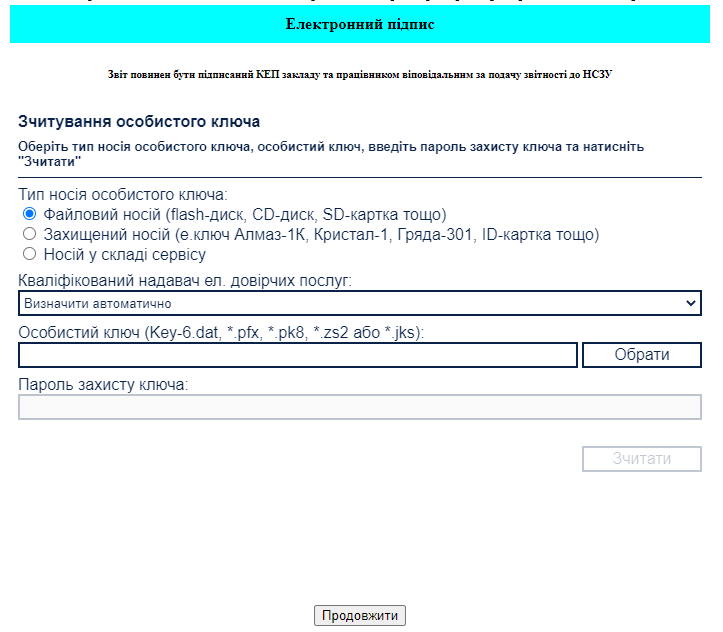 Електронний підпис
Звіт повинен бути підписаний КЕП закладу та працівником віповідальним за подачу звітності до НСЗУ
Зчитування особистого ключа
Оберіть тип носія особистого ключа, особистий ключ, введіть пароль захисту ключа та натисніть
"Зчитати"
Тип носія особистого ключа:
Файловий носій (flash-диск, CD-диск, SD-картка тощо)
Захищений носій (е.ключ Алмаз-1К, Кристал-1, Гряда-301, ID-картка тощо)
Носій у складі сервісу
Кваліфікований надавач ел. довірчих послуг:
Визначити автоматично
Особистий ключ (Key-6.dat, *.pfx, *.pk8, *.zs2 або *.jks):
Обрати
Пароль захисту ключа:
Зчитати
Продовжити